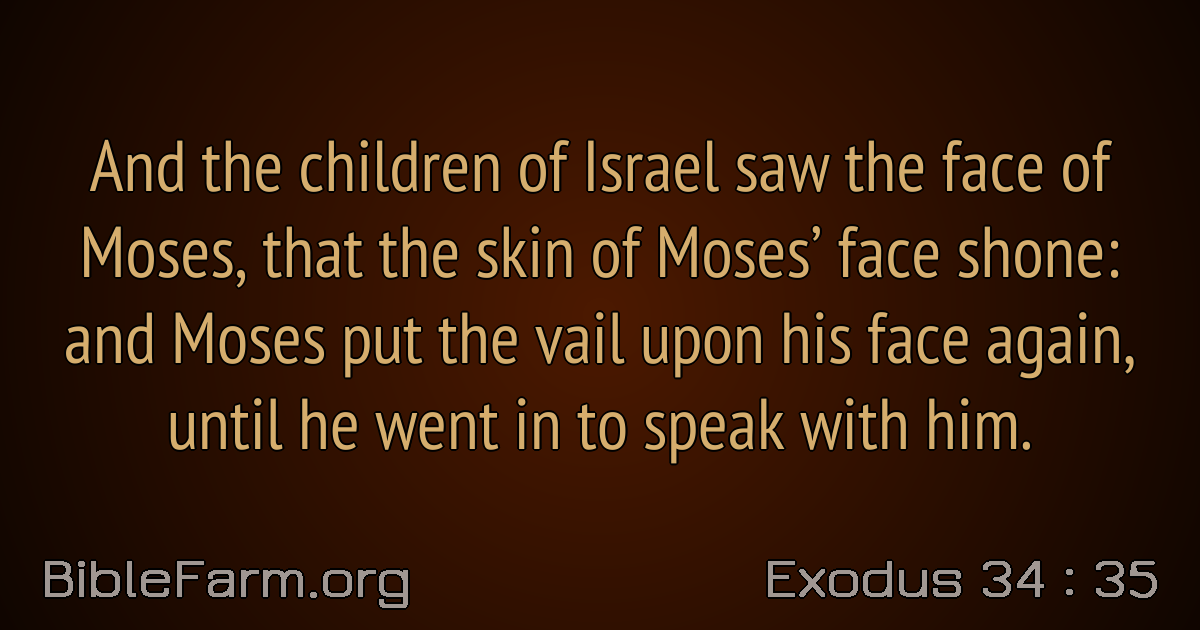 And the children of Israel saw the face of
Moses, that the skin of Moses’ face shone:
and Moses put the vail upon his face again,
until he went in to speak with him.
BibleFarm.org
Exodus 34 : 35